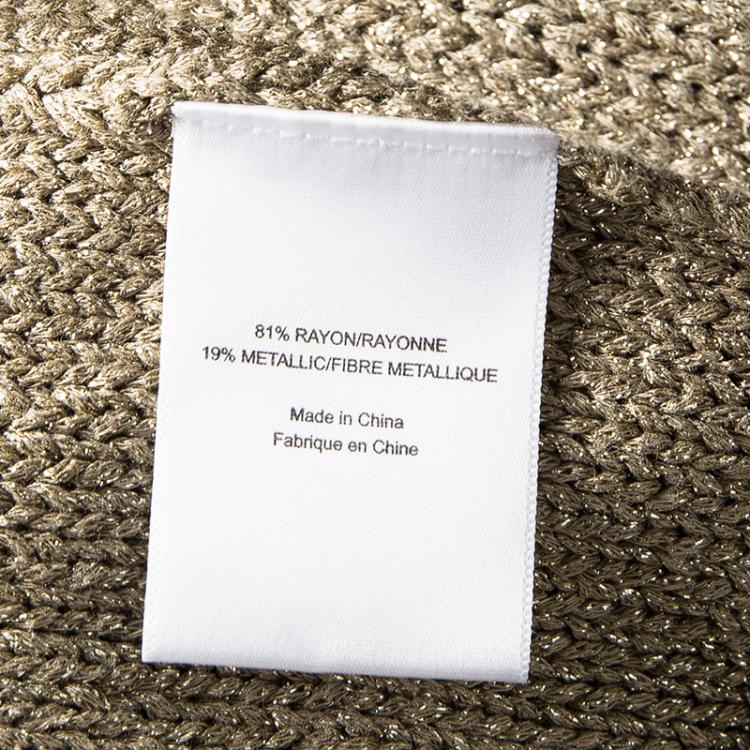 81% RAYON/RAYONNE
19% METALLIC/FIBRE METALLIQUE
Made in China
Fabrique en Chine